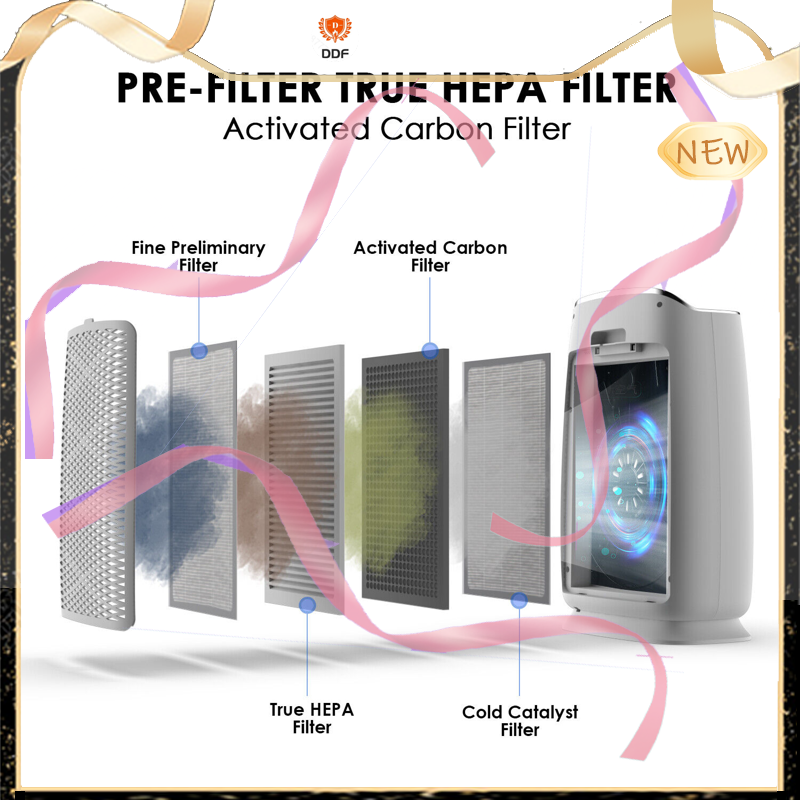 DDF
PRE-FILTER TRUE HEPA FILTER
Activated Carbon Filter
NEW
Fine Preliminary
Filter
Activated Carbon
Filter
True HEPA
Filter
Cold Catalyst
Filter